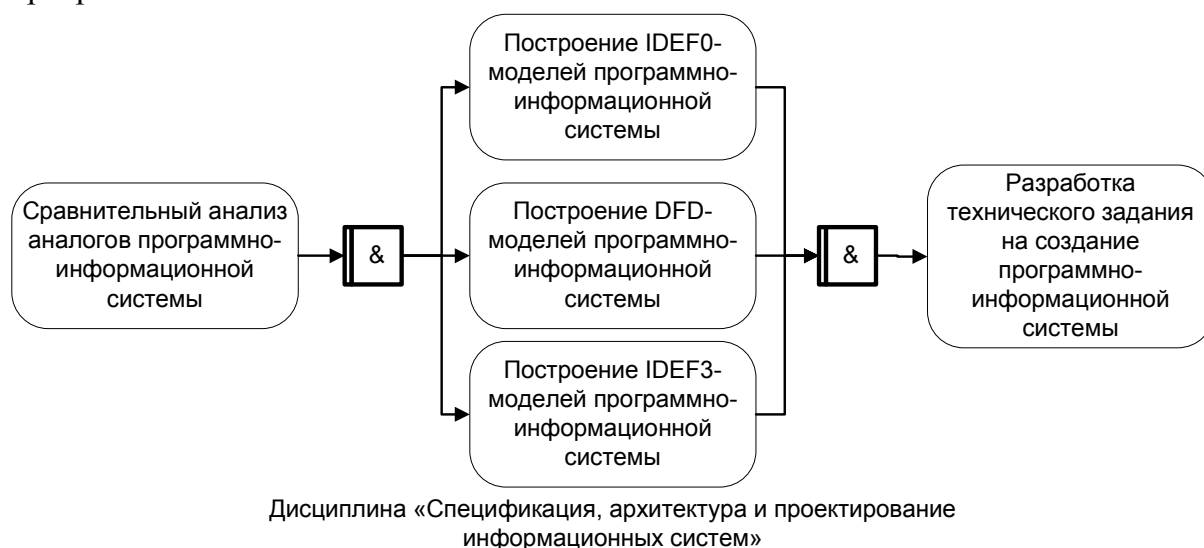 Построение IDEF0-
моделей программно-
информационной
системы
Сравнительный анализ
аналогов программно-
информационной
системы
&
Построение DFD-
моделей программно-
информационной
системы
&
Разработка
технического задания
на создание
программно-
информационной
системы
Построение IDEF3-
моделей программно-
информационной
системы
Дисциплина «Спецификация, архитектура и проектирование
информационных систем»